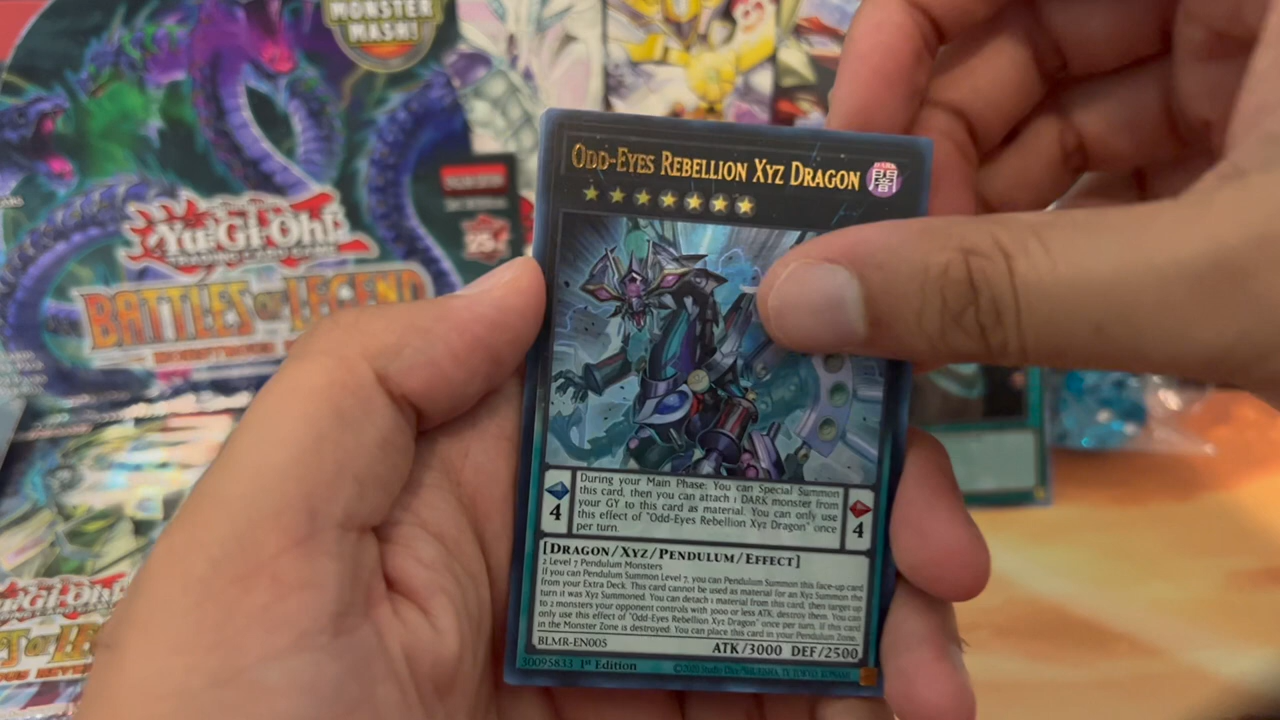 MONSTER
MASH!
Yu-Gi-Oh!
TRADING CARD GAME
BATTLES OF LEGEND
25
Yu-Gi-Oh!
ODD-EYES REBELLION XYZ DRAGON
DARK
闇
During your Main Phase: You can Special Summon
this card, then you can attach 1 DARK monster from
your GY to this card as material. You can only use
this effect of "Odd-Eyes Rebellion Xyz Dragon" once
per turn.
4
4
[DRAGON/XYZ/PENDULUM/EFFECT]
2 Level 7 Pendulum Monsters
If you can Pendulum Summon Level 7, you can Pendulum Summon this face-up card
from your Extra Deck. This card cannot be used as material for an Xyz Summon the
turn it was Xyz Summoned. You can detach 1 material from this card, then target up
to 2 monsters your opponent controls with 3000 or less ATK; destroy them. You can
only use this effect of "Odd-Eyes Rebellion Xyz Dragon" once per turn. If this card
in the Monster Zone is destroyed: You can place this card in your Pendulum Zone.
BLMR-EN005
ATK/3000 DEF/2500
30095833 1st Edition
©2020 Studio Dice/SHUEISHA, TV TOKYO, KONAMI